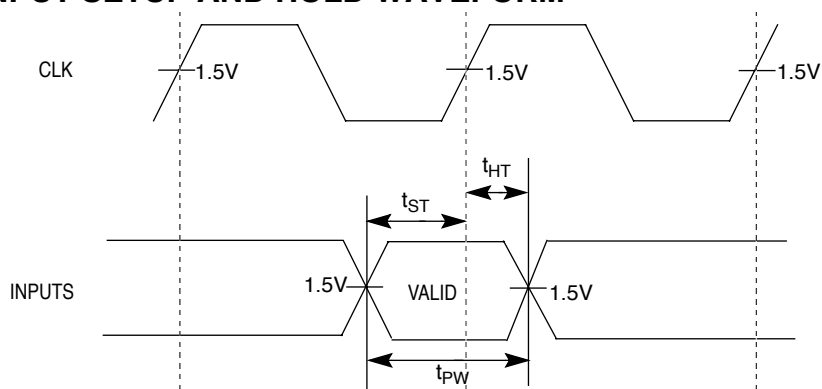 CLK
1.5V
1.5V
1.5V
tHT
tST
INPUTS
1.5V
VALID
1.5V
tPW